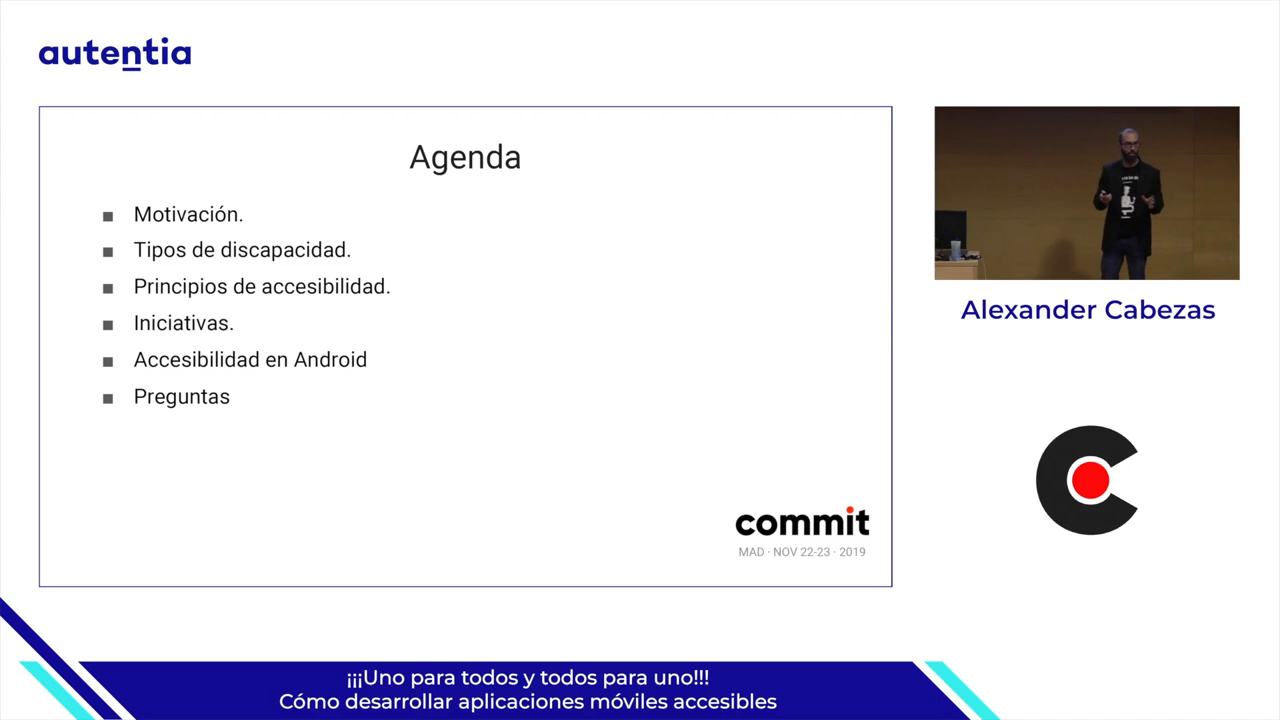 autentia
Agenda
Motivación.
Tipos de discapacidad.
Principios de accesibilidad.
Iniciativas.
Accesibilidad en Android
Preguntas
commit
MAD · NOV 22-23 · 2019
Alexander Cabezas
¡¡¡Uno para todos y todos para uno!!!
Cómo desarrollar aplicaciones móviles accesibles